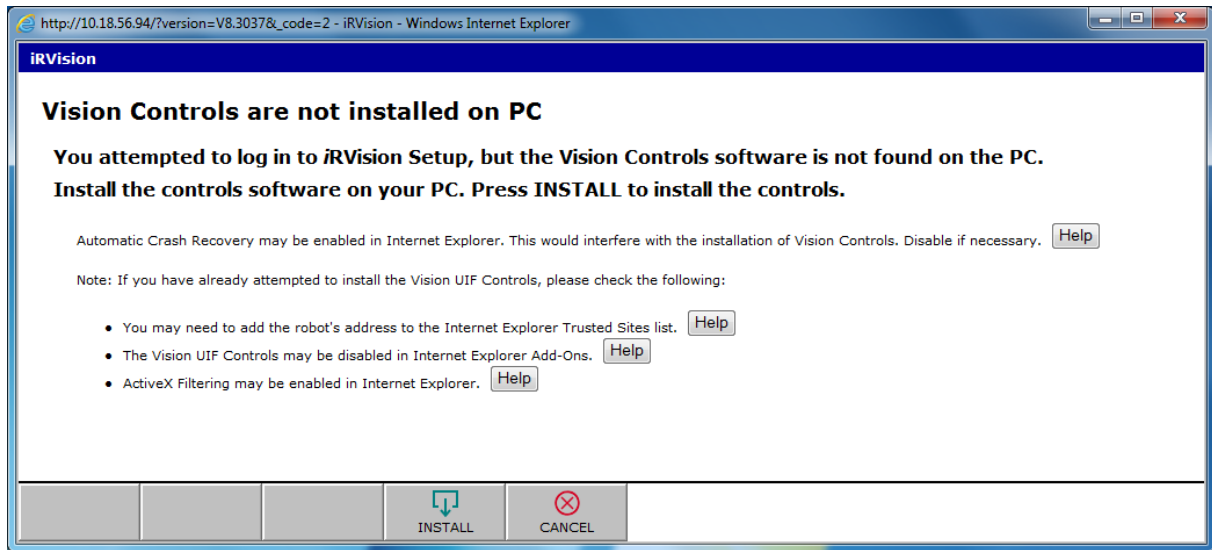 http://10.18.56.94/?version=V8.3037&_code=2 - iRVision - Windows Internet Explorer
iRVision
Vision Controls are not installed on PC
You attempted to log in to iRVision Setup, but the Vision Controls software is not found on the PC.
Install the controls software on your PC. Press INSTALL to install the controls.
Automatic Crash Recovery may be enabled in Internet Explorer. This would interfere with the installation of Vision Controls. Disable if necessary. Help
Note: If you have already attempted to install the Vision UIF Controls, please check the following:
• You may need to add the robot's address to the Internet Explorer Trusted Sites list. Help
• The Vision UIF Controls may be disabled in Internet Explorer Add-Ons. Help
• ActiveX Filtering may be enabled in Internet Explorer. Help
INSTALL CANCEL